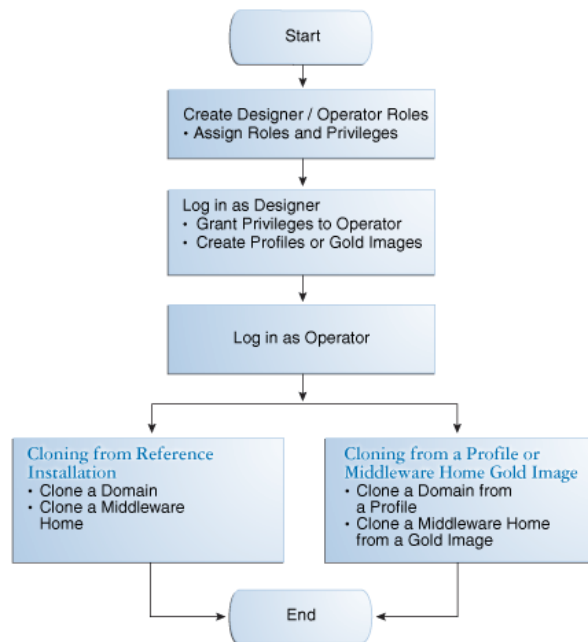 Start
Create Designer / Operator Roles
• Assign Roles and Privileges
Log in as Designer
• Grant Privileges to Operator
• Create Profiles or Gold Images
Log in as Operator
Cloning from Reference
Installation
• Clone a Domain
• Clone a Middleware
Home
Cloning from a Profile or
Middleware Home Gold Image
• Clone a Domain from
a Profile
• Clone a Middleware Home
from a Gold Image
End